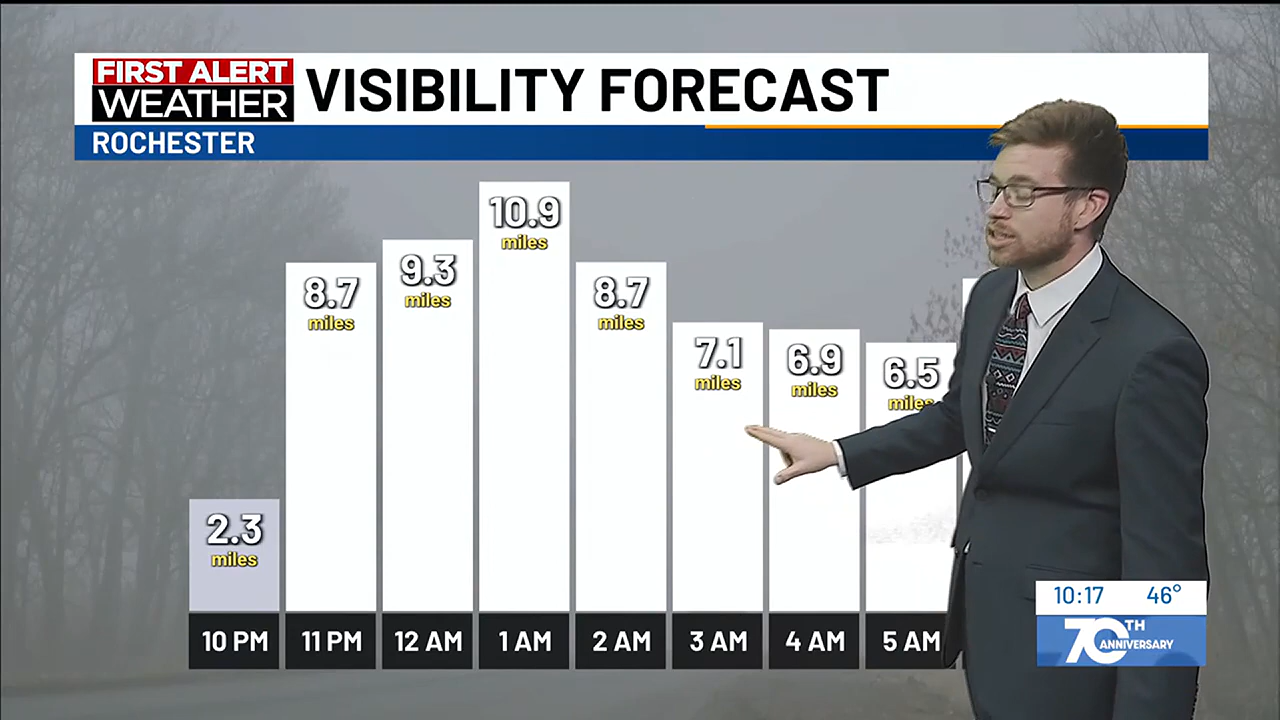 FIRST ALERT
WEATHER
VISIBILITY FORECAST
ROCHESTER
10.9
miles
9.3
miles
8.7
miles
8.7
miles
7.1
miles
6.9
miles
6.5
miles
2.3
miles
10 PM
11 PM
12 AM
1 AM
2 AM
3 AM
4 AM
5 AM
10:17 46°
70TH
ANNIVERSARY